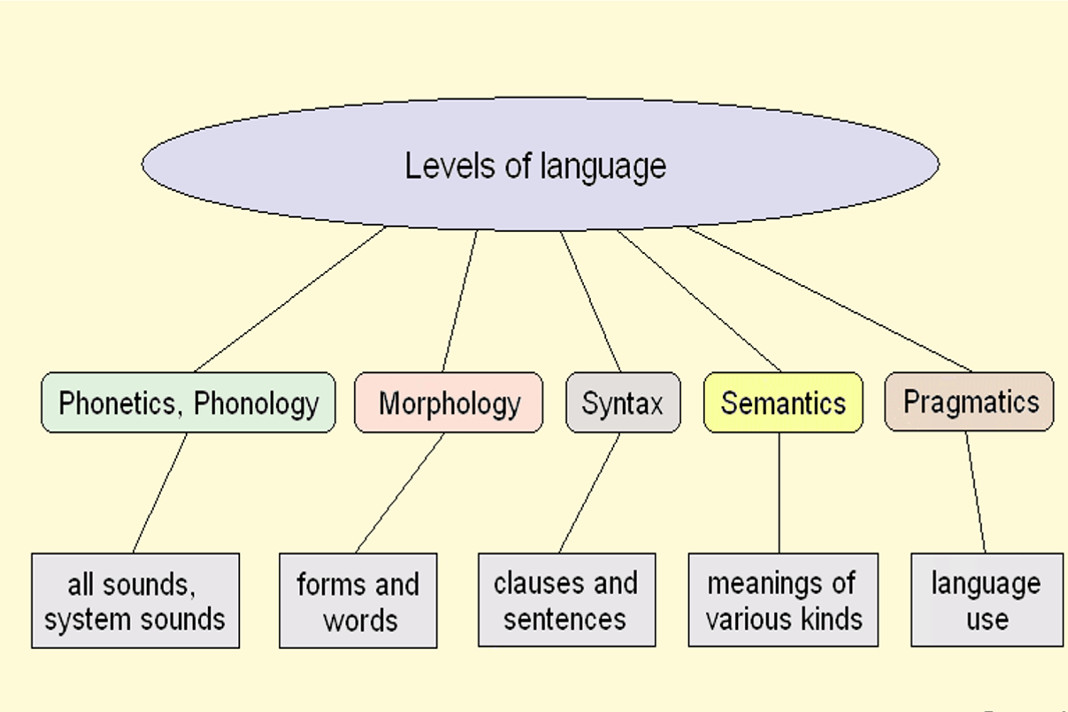 Levels of language
Phonetics, Phonology
Morphology
Syntax
Semantics
Pragmatics
all sounds,
system sounds
forms and
words
clauses and
sentences
meanings of
various kinds
language
use